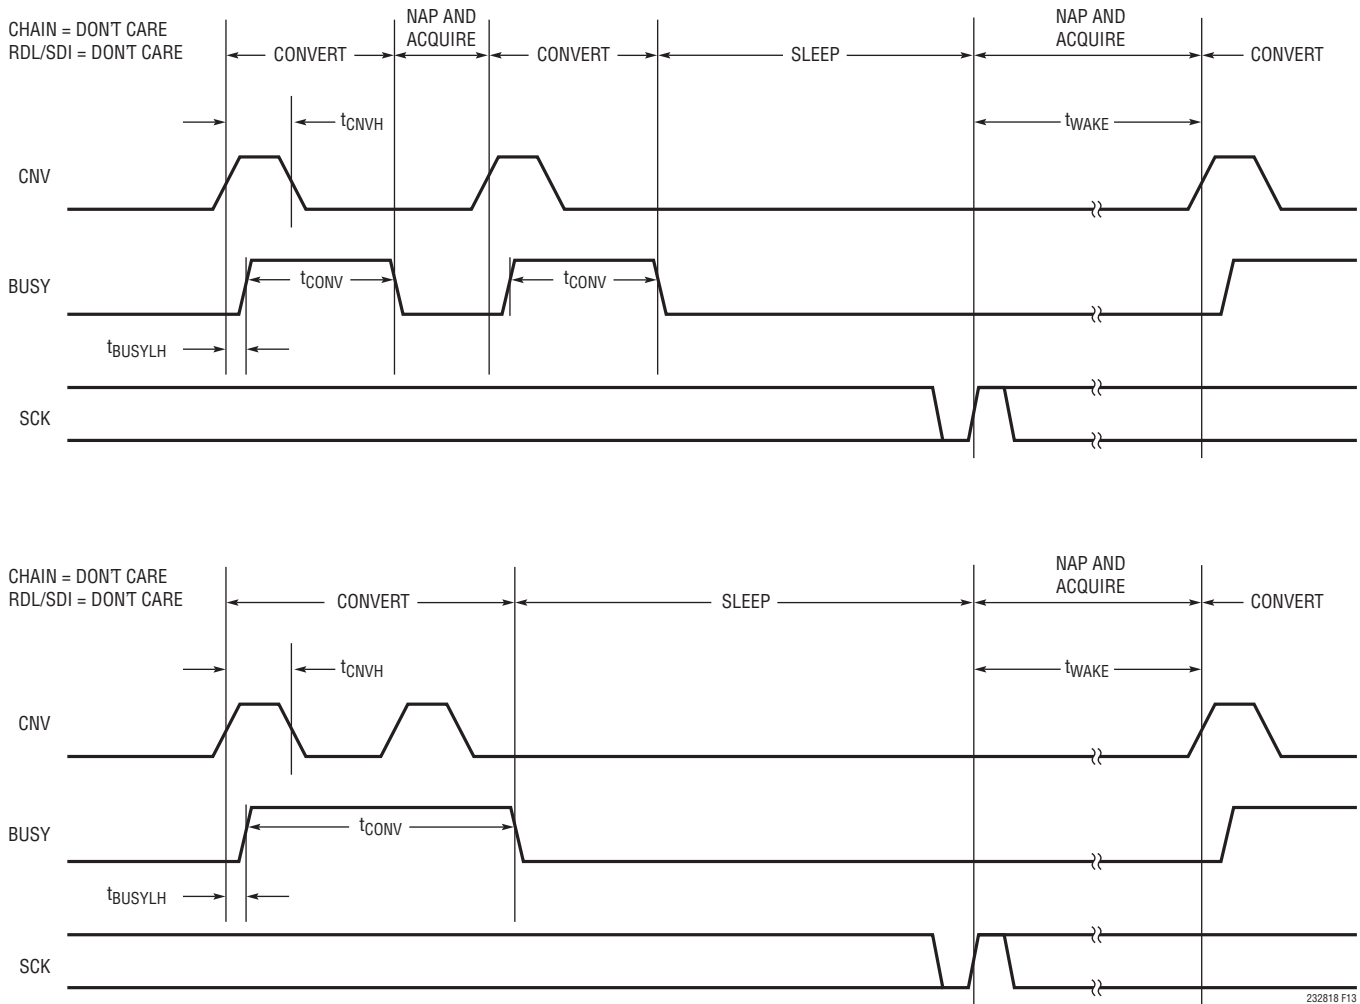 CHAIN = DON'T CARE
RDL/SDI = DON'T CARE
CONVERT
NAP AND
ACQUIRE
CONVERT
SLEEP
NAP AND
ACQUIRE
CONVERT
tCNVH
tWAKE
CNV
BUSY
tCONV
tCONV
tBUSYLH
SCK
CHAIN = DON'T CARE
RDL/SDI = DON'T CARE
CONVERT
SLEEP
NAP AND
ACQUIRE
CONVERT
tCNVH
tWAKE
CNV
BUSY
tCONV
tBUSYLH
SCK
232818 F13